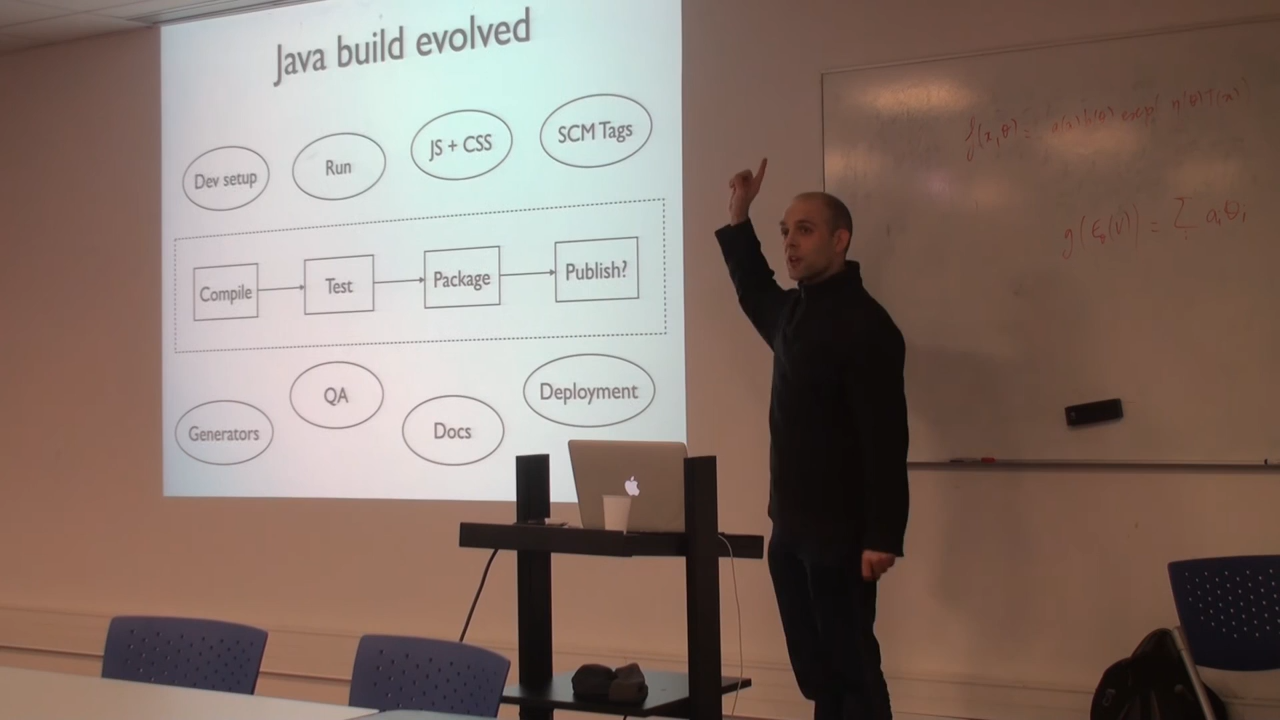 Java build evolved
Dev setup
Run
JS + CSS
SCM Tags
Compile
Test
Package
Publish?
Generators
QA
Docs
Deployment